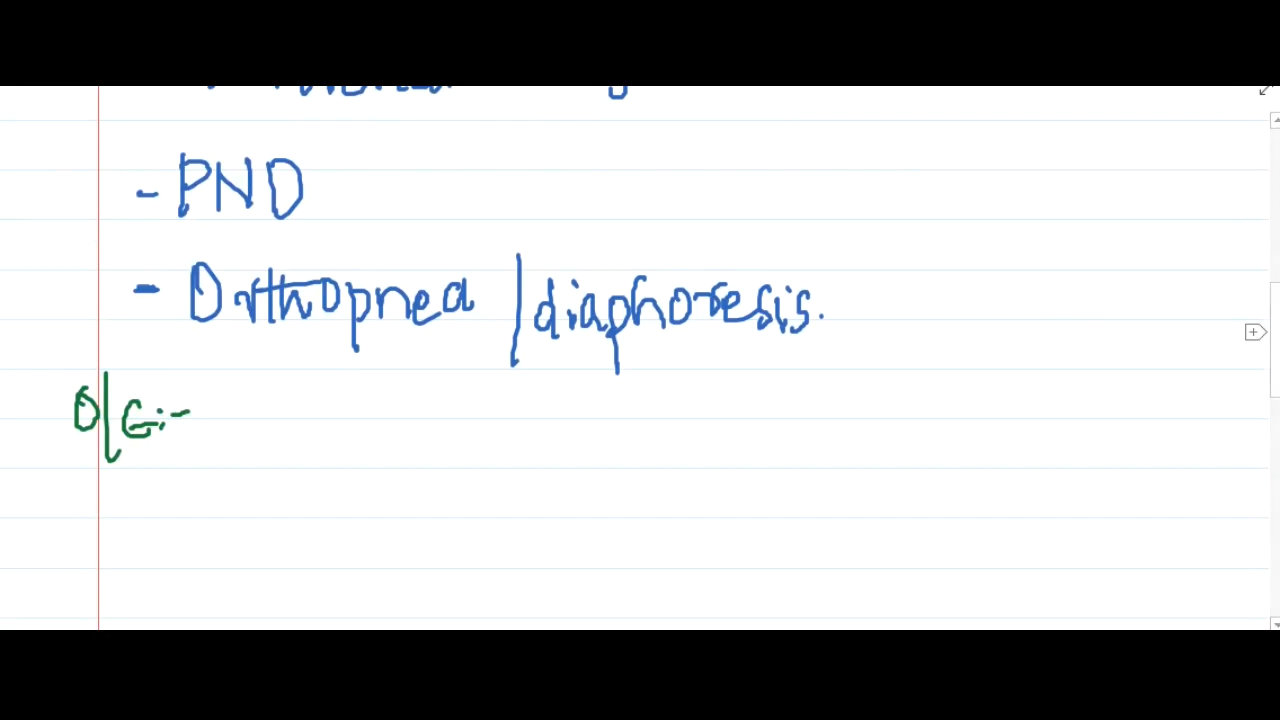 - PND
- Orthopnea / diaphoresis.
O/E:-